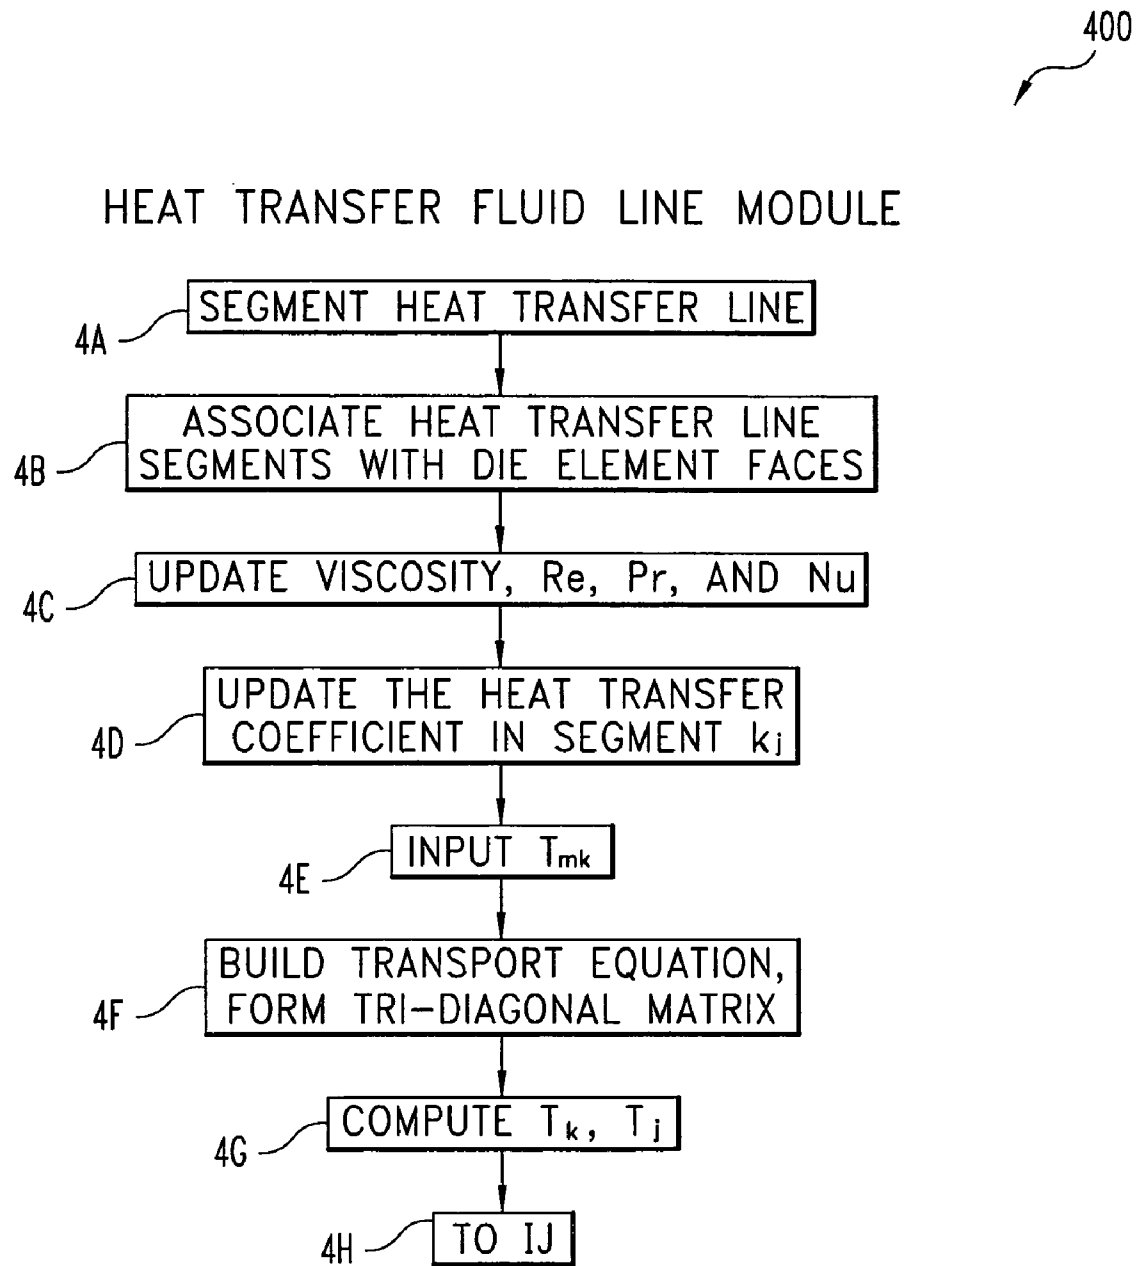 400
HEAT TRANSFER FLUID LINE MODULE
SEGMENT HEAT TRANSFER LINE
4A
ASSOCIATE HEAT TRANSFER LINE
SEGMENTS WITH DIE ELEMENT FACES
4B
UPDATE VISCOSITY, Re, Pr, AND Nu
4C
UPDATE THE HEAT TRANSFER
COEFFICIENT IN SEGMENT kj
4D
INPUT Tmk
4E
BUILD TRANSPORT EQUATION,
FORM TRI-DIAGONAL MATRIX
4F
COMPUTE Tk, Tj
4G
TO IJ
4H